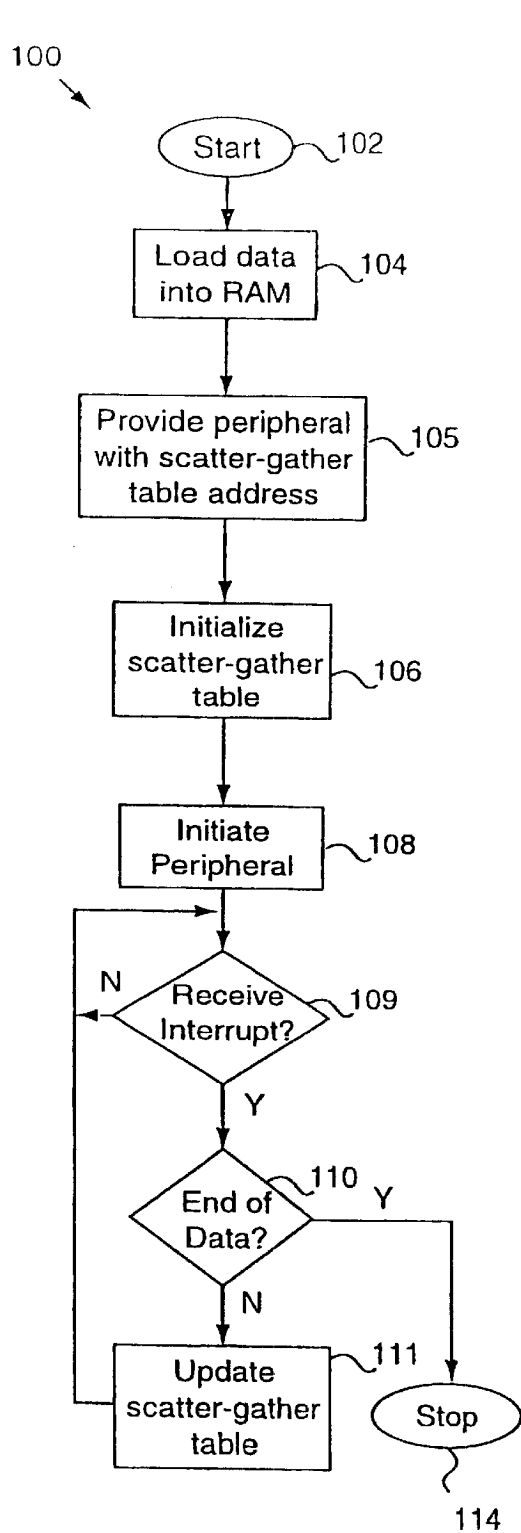 100
Start
102
Load data
into RAM
104
Provide peripheral
with scatter-gather
table address
105
Initialize
scatter-gather
table
106
Initiate
Peripheral
108
N
Receive
Interrupt?
109
Y
110
End of
Data?
Y
N
111
Update
scatter-gather
table
Stop
114